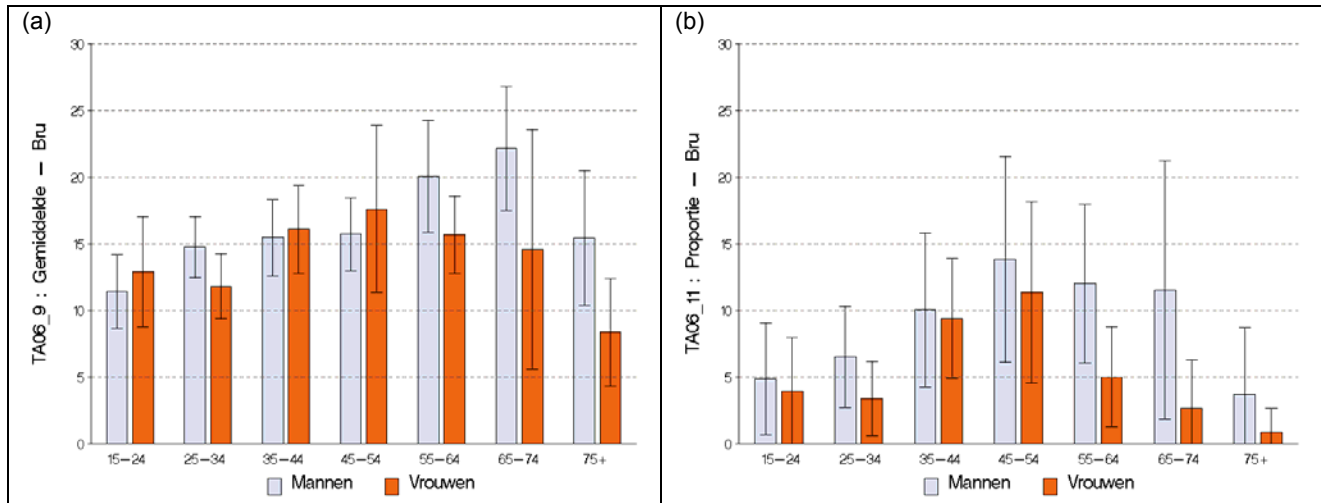 (a)
TA06_9 : Gemiddelde – Bru
30
25
20
15
10
5
0
15–24 25–34 35–44 45–54 55–64 65–74 75+
Mannen Vrouwen
(b)
TA06_11 : Proportie – Bru
30
25
20
15
10
5
0
15–24 25–34 35–44 45–54 55–64 65–74 75+
Mannen Vrouwen